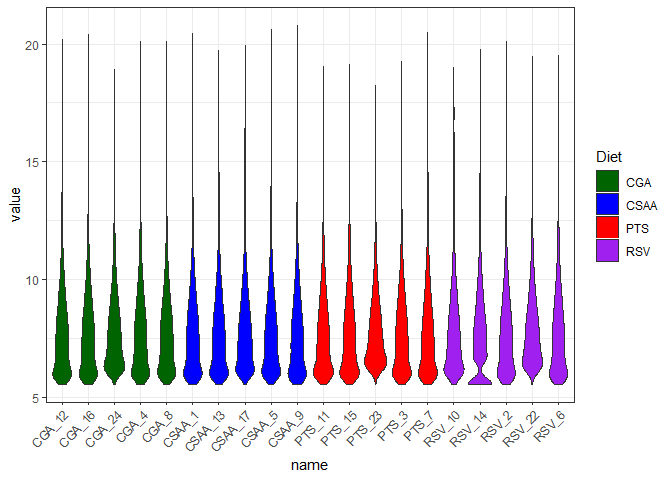 20
15
10
5
value
CGA_12
CGA_16
CGA_24
CGA_4
CGA_8
CSAA_1
CSAA_13
CSAA_17
CSAA_5
CSAA_9
PTS_11
PTS_15
PTS_23
PTS_3
PTS_7
RSV_10
RSV_14
RSV_2
RSV_22
RSV_6
name
Diet
CGA
CSAA
PTS
RSV